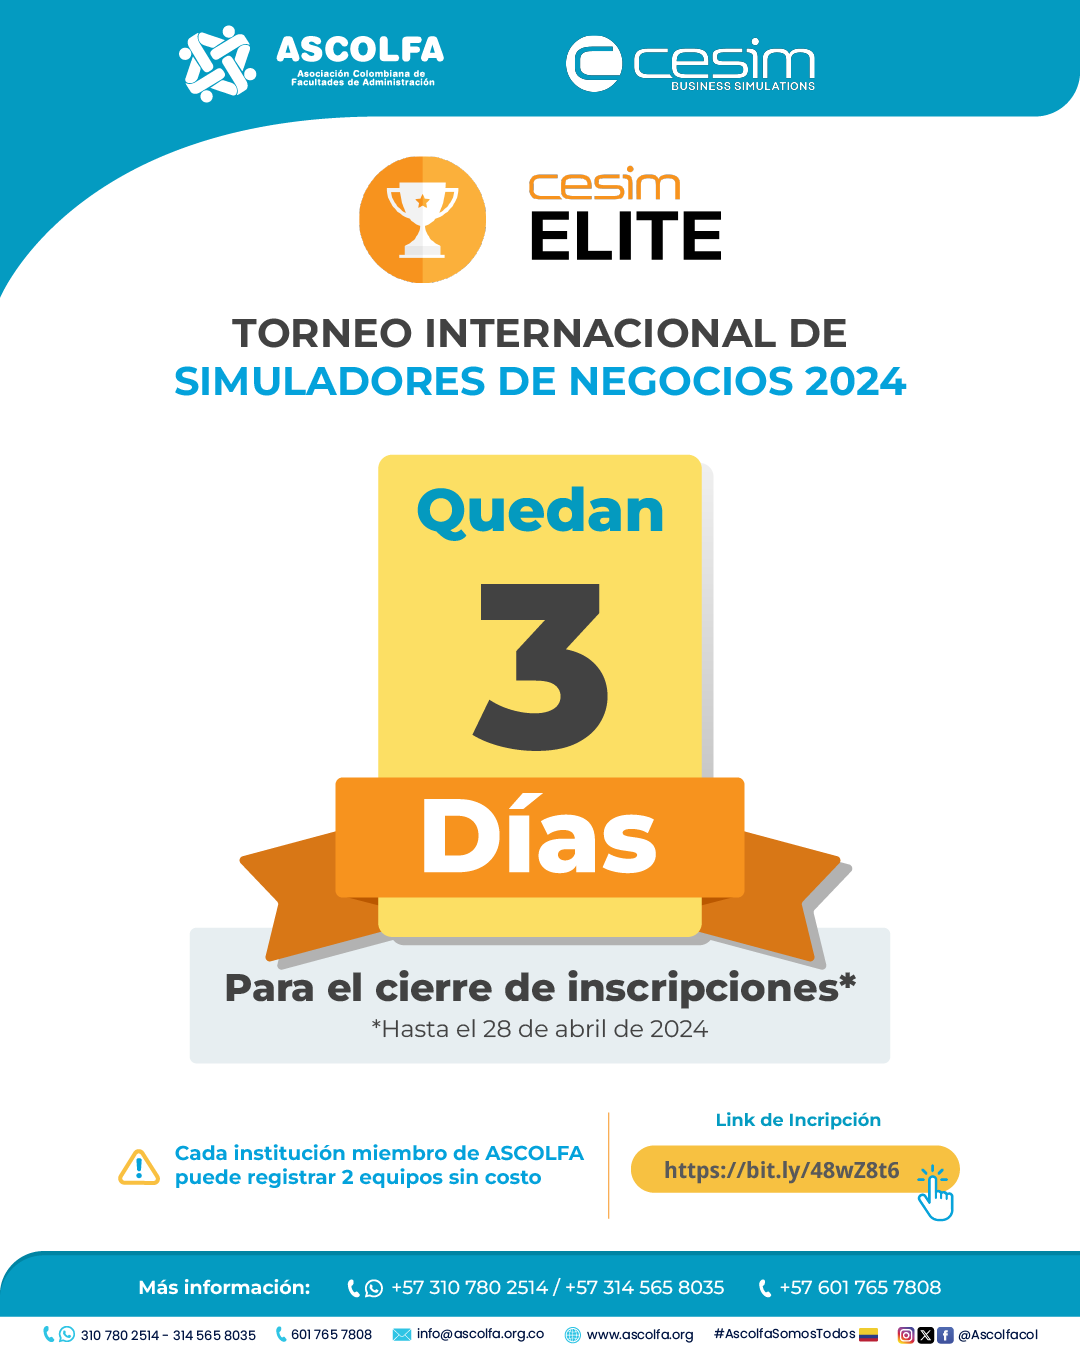 ASCOLFA
Asociación Colombiana de
Facultades de Administración
cesim
BUSINESS SIMULATIONS
cesim
ELITE
TORNEO INTERNACIONAL DE
SIMULADORES DE NEGOCIOS 2024
Quedan
3
Días
Para el cierre de inscripciones*
*Hasta el 28 de abril de 2024
Cada institución miembro de ASCOLFA
puede registrar 2 equipos sin costo
Link de Incripción
https://bit.ly/48wZ8t6
Más información: +57 310 780 2514 / +57 314 565 8035 +57 601 765 7808
310 780 2514 - 314 565 8035 601 765 7808 info@ascolfa.org.co www.ascolfa.org #AscolfaSomosTodos @Ascolfacol